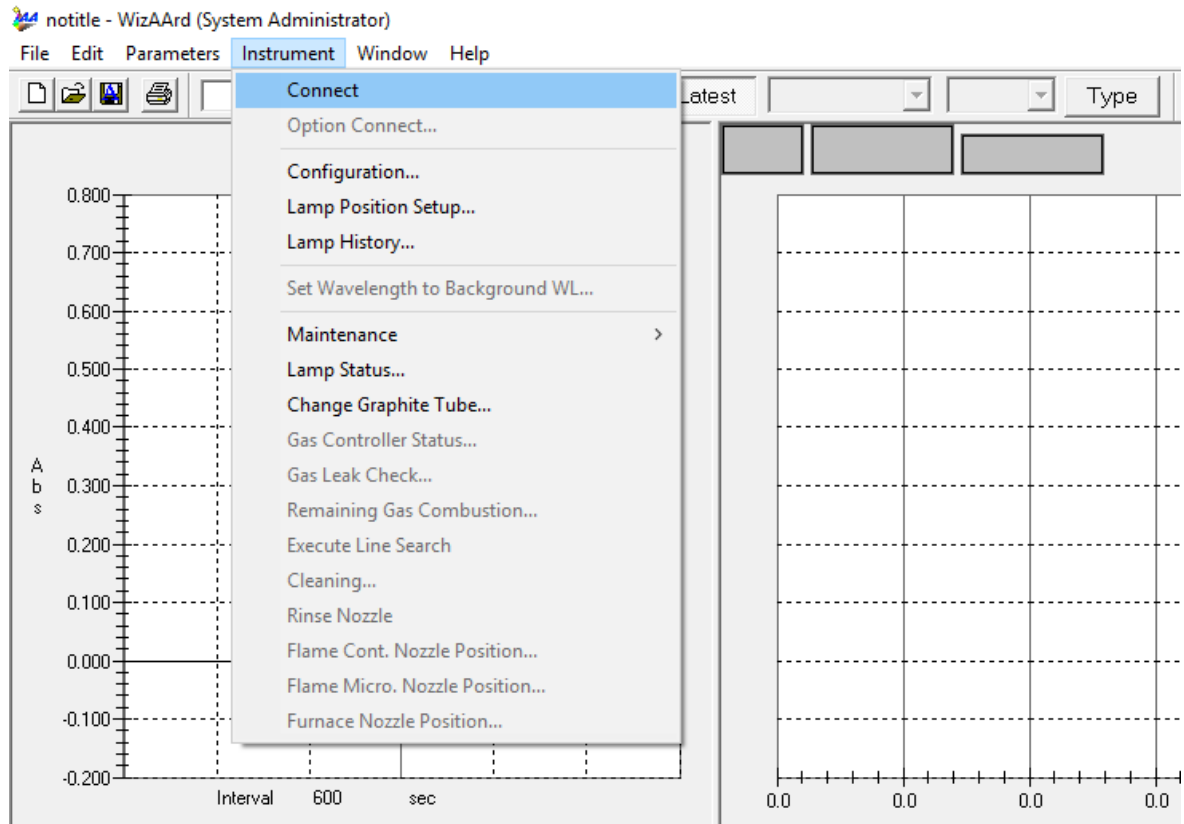 notitle - WizAArd (System Administrator)
File Edit Parameters Instrument Window Help
Latest Type
Connect
Option Connect...
Configuration...
Lamp Position Setup...
Lamp History...
Set Wavelength to Background WL...
Maintenance
Lamp Status...
Change Graphite Tube...
Gas Controller Status...
Gas Leak Check...
Remaining Gas Combustion...
Execute Line Search
Cleaning...
Rinse Nozzle
Flame Cont. Nozzle Position...
Flame Micro. Nozzle Position...
Furnace Nozzle Position...
Abs
0.800
0.700
0.600
0.500
0.400
0.300
0.200
0.100
0.000
-0.100
-0.200
Interval 600 sec
0.0 0.0 0.0 0.0